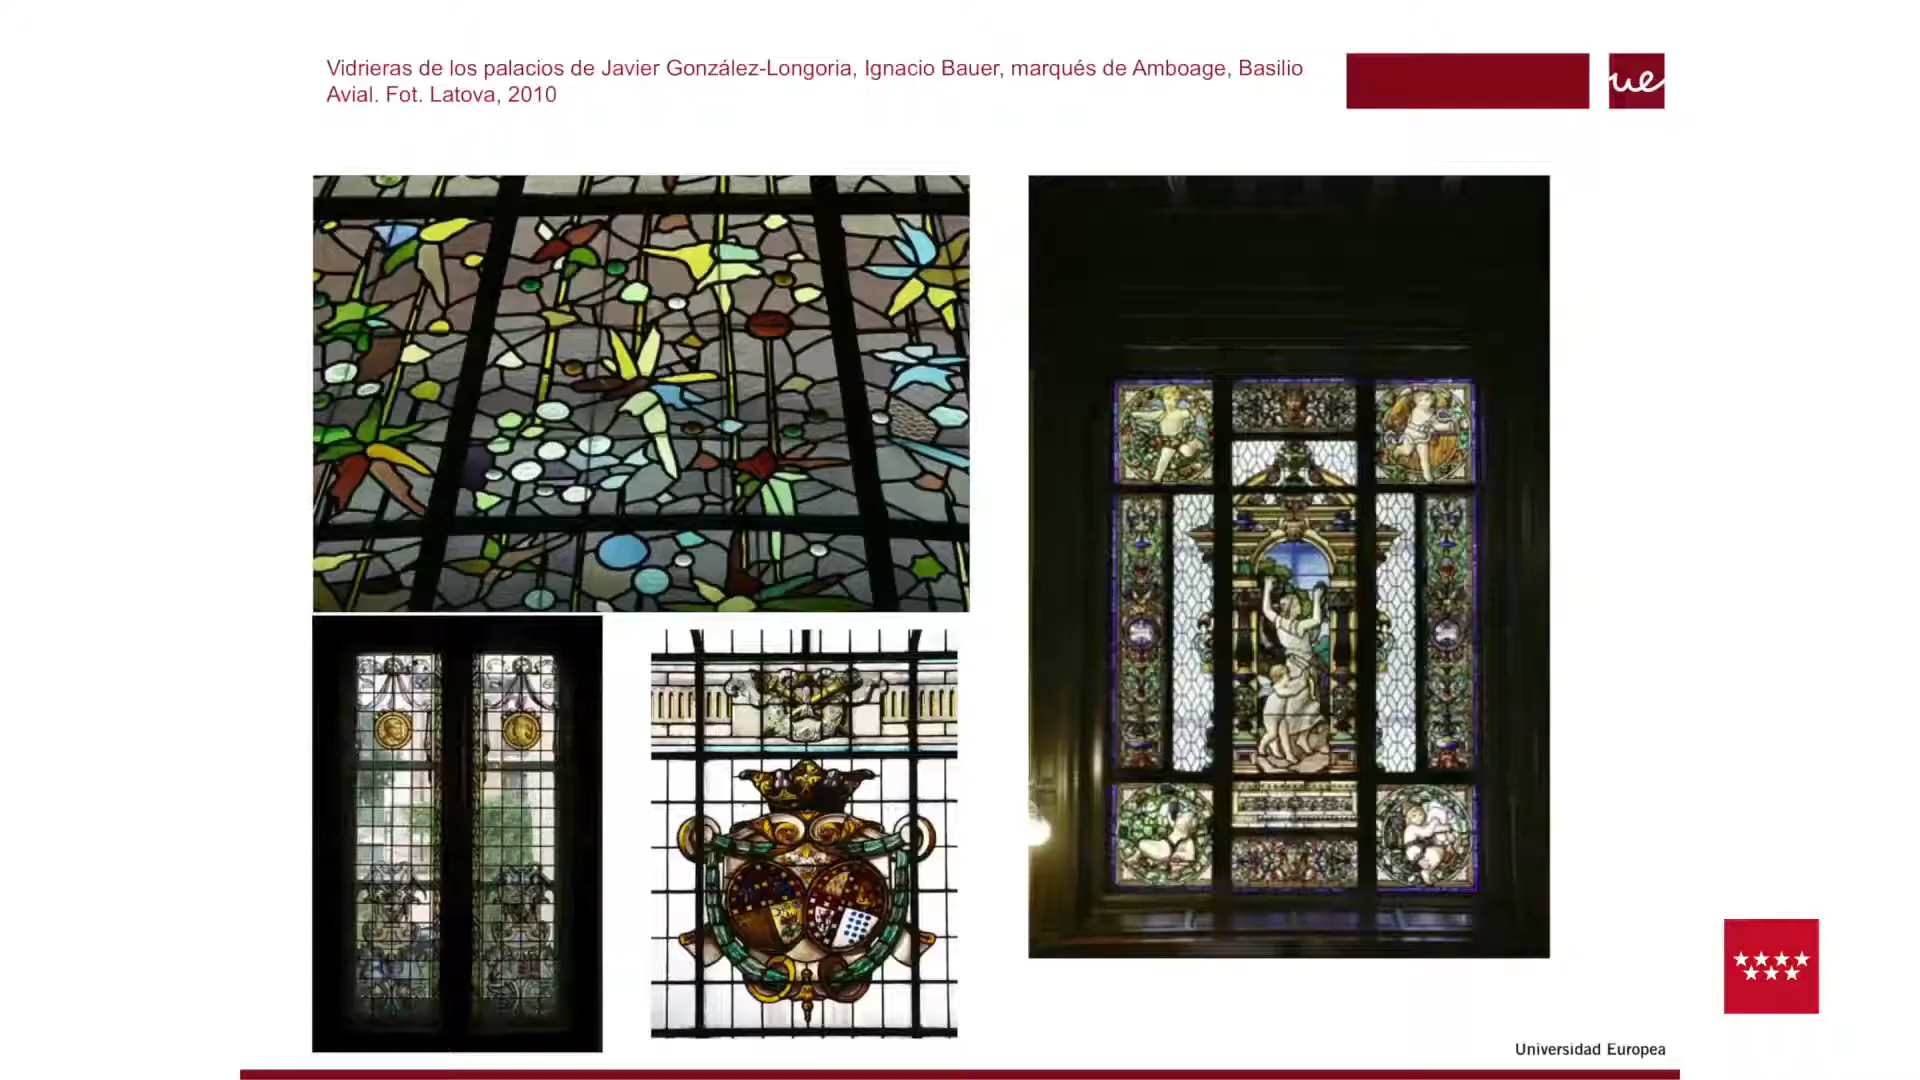 Vidrieras de los palacios de Javier González-Longoria, Ignacio Bauer, marqués de Amboage, Basilio
Avial. Fot. Latova, 2010
ue
Universidad Europea